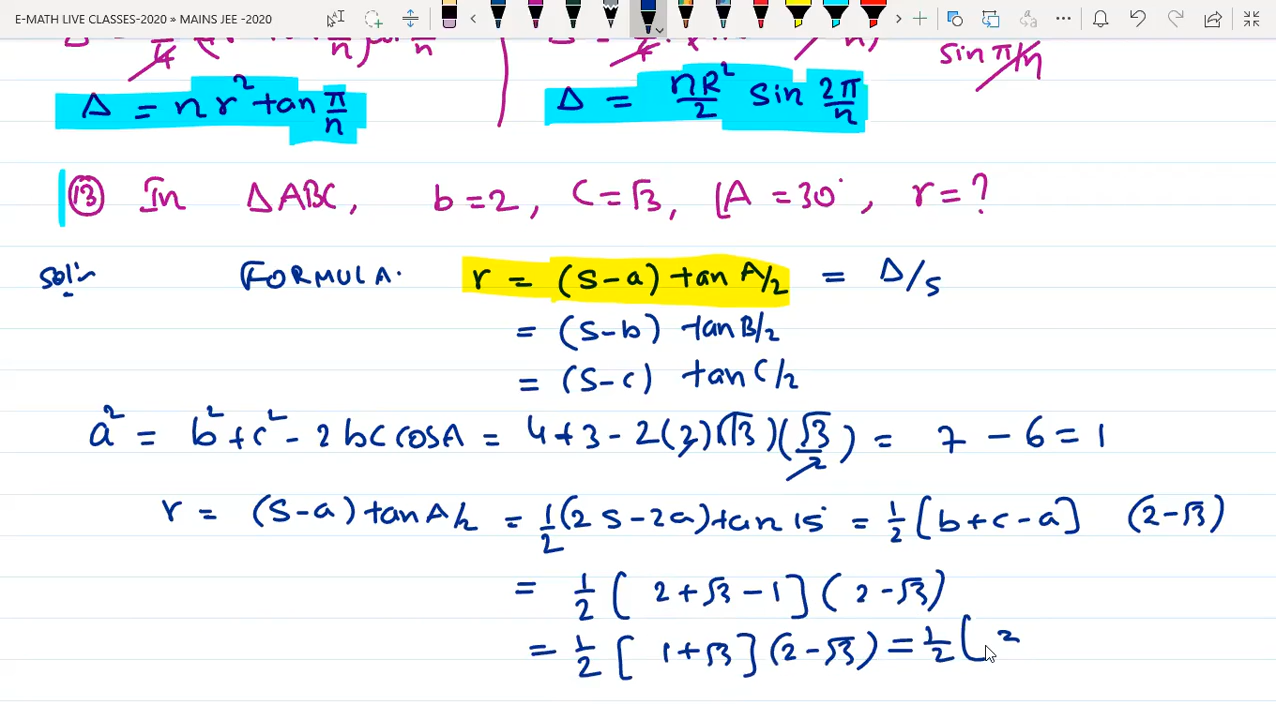 E-MATH LIVE CLASSES-2020 » MAINS JEE -2020
sin π/n
Δ = n r² tan π/n
Δ = nR²/2 sin 2π/n
(13) In ΔABC, b=2, C=√3, ∠A =30°, r=?
Sol'n FORMULA. r = (S-a) tan A/2 = Δ/s
= (S-b) tan B/2
= (S-c) tan C/2
a² = b²+c²-2bc cosA = 4+3-2(2)(√3)(√3/2) = 7-6=1
r = (S-a) tan A/2 = 1/2 (2s-2a) tan 15 = 1/2 [b+c-a] (2-√3)
= 1/2 [2+√3-1] (2-√3)
= 1/2 [1+√3] (2-√3) = 1/2 ( 2